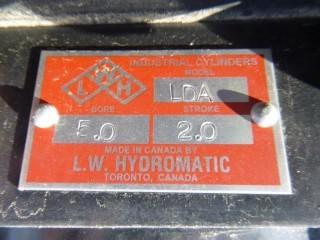 INDUSTRIAL CYLINDERS
MODEL
LWH
LDA
BORE STROKE
5.0 2.0
MADE IN CANADA BY
L.W. HYDROMATIC
TORONTO, CANADA